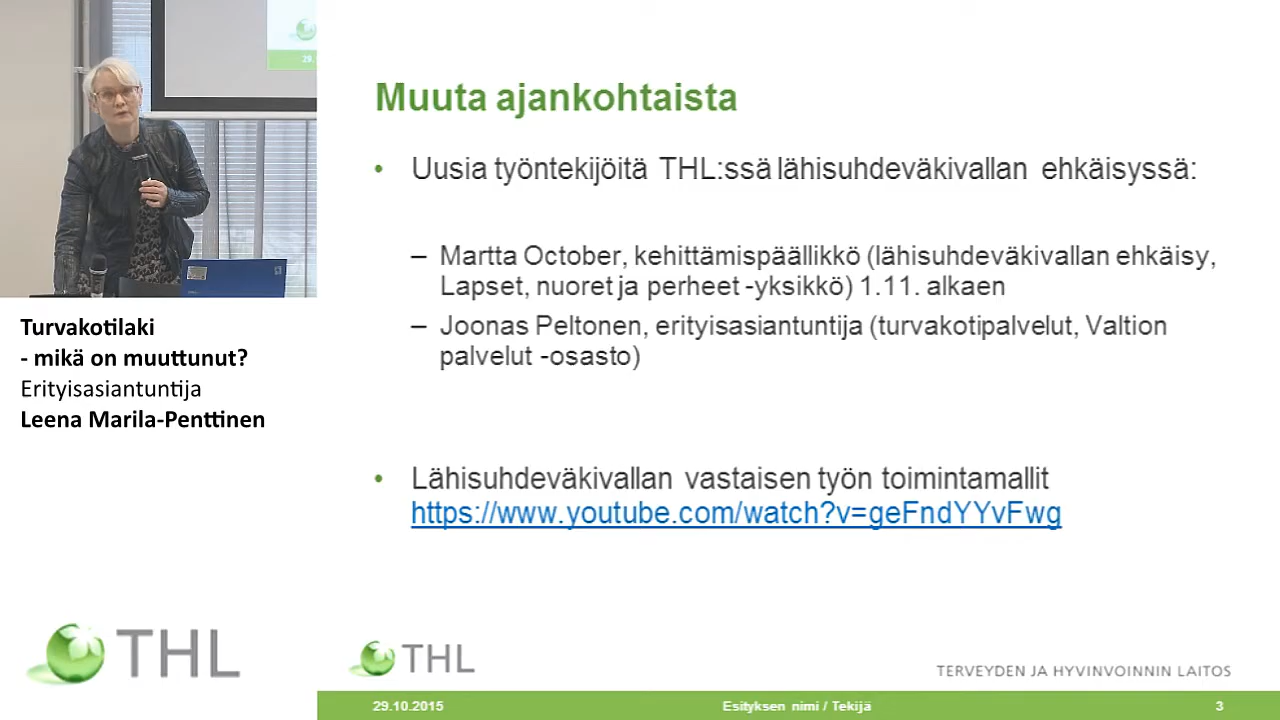 Muuta ajankohtaista
• Uusia työntekijöitä THL:ssä lähisuhdeväkivallan ehkäisyssä:
– Martta October, kehittämispäällikkö (lähisuhdeväkivallan ehkäisy,
Lapset, nuoret ja perheet -yksikkö) 1.11. alkaen
– Joonas Peltonen, erityisasiantuntija (turvakotipalvelut, Valtion
palvelut -osasto)
• Lähisuhdeväkivallan vastaisen työn toimintamallit
https://www.youtube.com/watch?v=geFndYYvFwg
Turvakotilaki
- mikä on muuttunut?
Erityisasiantuntija
Leena Marila-Penttinen
THL
THL
TERVEYDEN JA HYVINVOINNIN LAITOS
29.10.2015
Esityksen nimi / Tekijä
3